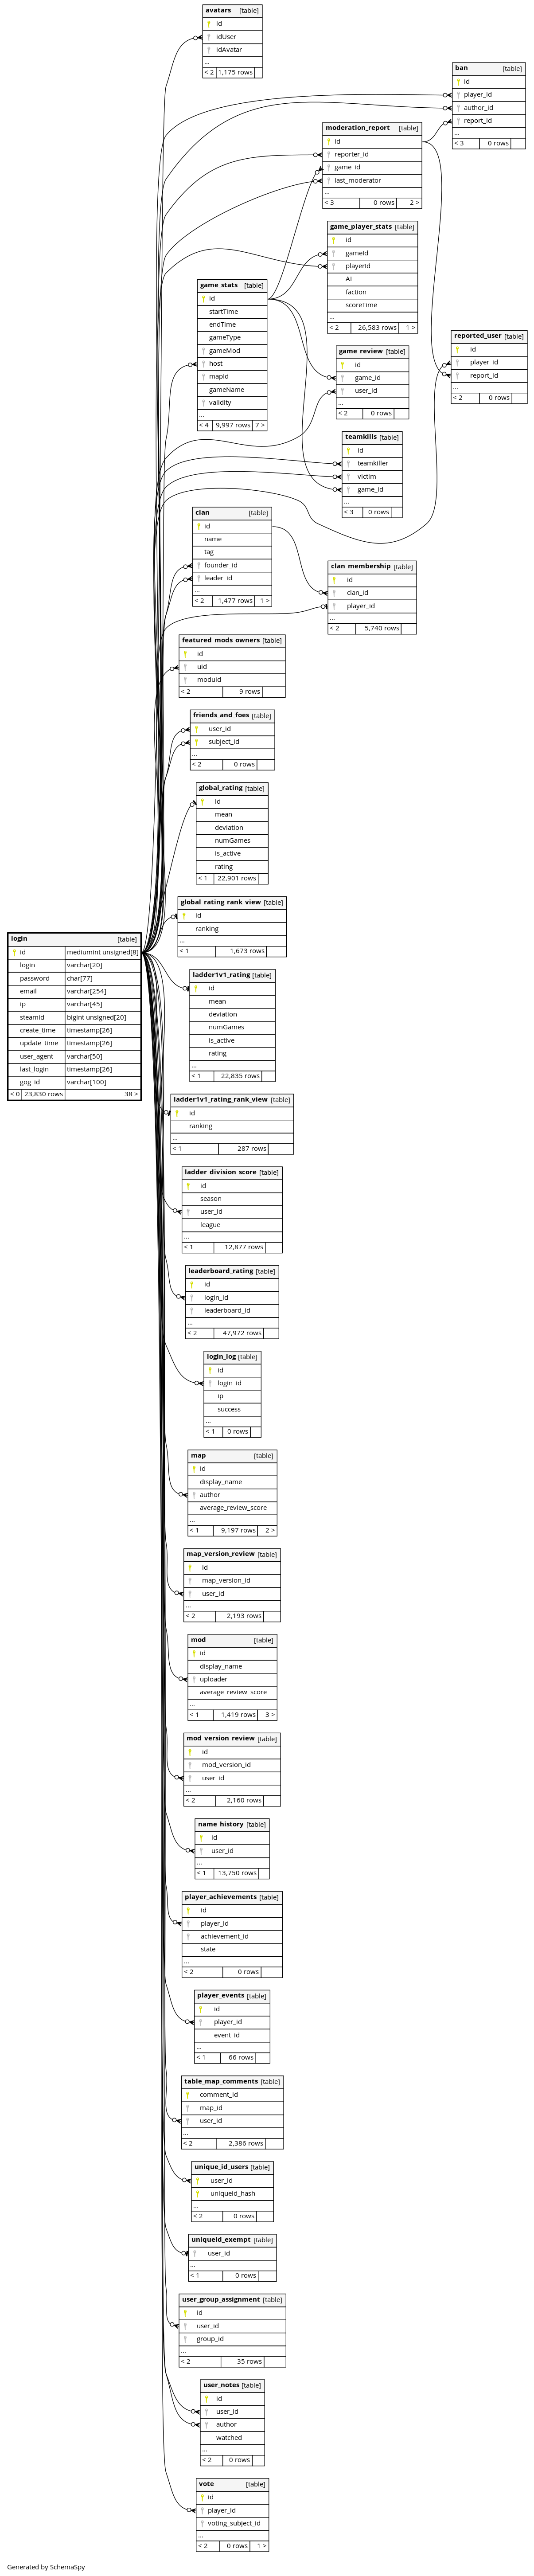 avatars [table]
id
idUser
idAvatar
...
< 2 1,175 rows
ban [table]
id
player_id
author_id
report_id
...
< 3 0 rows
moderation_report [table]
id
reporter_id
game_id
last_moderator
...
< 3 0 rows 2 >
game_player_stats [table]
id
gameId
playerId
AI
faction
scoreTime
...
< 2 26,583 rows 1 >
game_stats [table]
id
startTime
endTime
gameType
gameMod
host
mapId
gameName
validity
...
< 4 9,997 rows 7 >
reported_user [table]
id
player_id
report_id
...
< 2 0 rows
game_review [table]
id
game_id
user_id
...
< 2 0 rows
teamkills [table]
id
teamkiller
victim
game_id
...
< 3 0 rows
clan [table]
id
name
tag
founder_id
leader_id
...
< 2 1,477 rows 1 >
clan_membership [table]
id
clan_id
player_id
...
< 2 5,740 rows
featured_mods_owners [table]
id
uid
moduid
< 2 9 rows
friends_and_foes [table]
user_id
subject_id
...
< 2 0 rows
global_rating [table]
id
mean
deviation
numGames
is_active
rating
< 1 22,901 rows
global_rating_rank_view [table]
id
ranking
...
< 1 1,673 rows
login [table]
id mediumint unsigned[8]
login varchar[20]
password char[77]
email varchar[254]
ip varchar[45]
steamid bigint unsigned[20]
create_time timestamp[26]
update_time timestamp[26]
user_agent varchar[50]
last_login timestamp[26]
gog_id varchar[100]
< 0 23,830 rows 38 >
ladder1v1_rating [table]
id
mean
deviation
numGames
is_active
rating
...
< 1 22,835 rows
ladder1v1_rating_rank_view [table]
id
ranking
...
< 1 287 rows
ladder_division_score [table]
id
season
user_id
league
...
< 1 12,877 rows
leaderboard_rating [table]
id
login_id
leaderboard_id
...
< 2 47,972 rows
login_log [table]
id
login_id
ip
success
...
< 1 0 rows
map [table]
id
display_name
author
average_review_score
...
< 1 9,197 rows 2 >
map_version_review [table]
id
map_version_id
user_id
...
< 2 2,193 rows
mod [table]
id
display_name
uploader
average_review_score
...
< 1 1,419 rows 3 >
mod_version_review [table]
id
mod_version_id
user_id
...
< 2 2,160 rows
name_history [table]
id
user_id
...
< 1 13,750 rows
player_achievements [table]
id
player_id
achievement_id
state
...
< 2 0 rows
player_events [table]
id
player_id
event_id
...
< 1 66 rows
table_map_comments [table]
comment_id
map_id
user_id
...
< 2 2,386 rows
unique_id_users [table]
user_id
uniqueid_hash
...
< 2 0 rows
uniqueid_exempt [table]
user_id
...
< 1 0 rows
user_group_assignment [table]
id
user_id
group_id
...
< 2 35 rows
user_notes [table]
id
user_id
author
watched
...
< 2 0 rows
vote [table]
id
player_id
voting_subject_id
...
< 2 0 rows 1 >
Generated by SchemaSpy